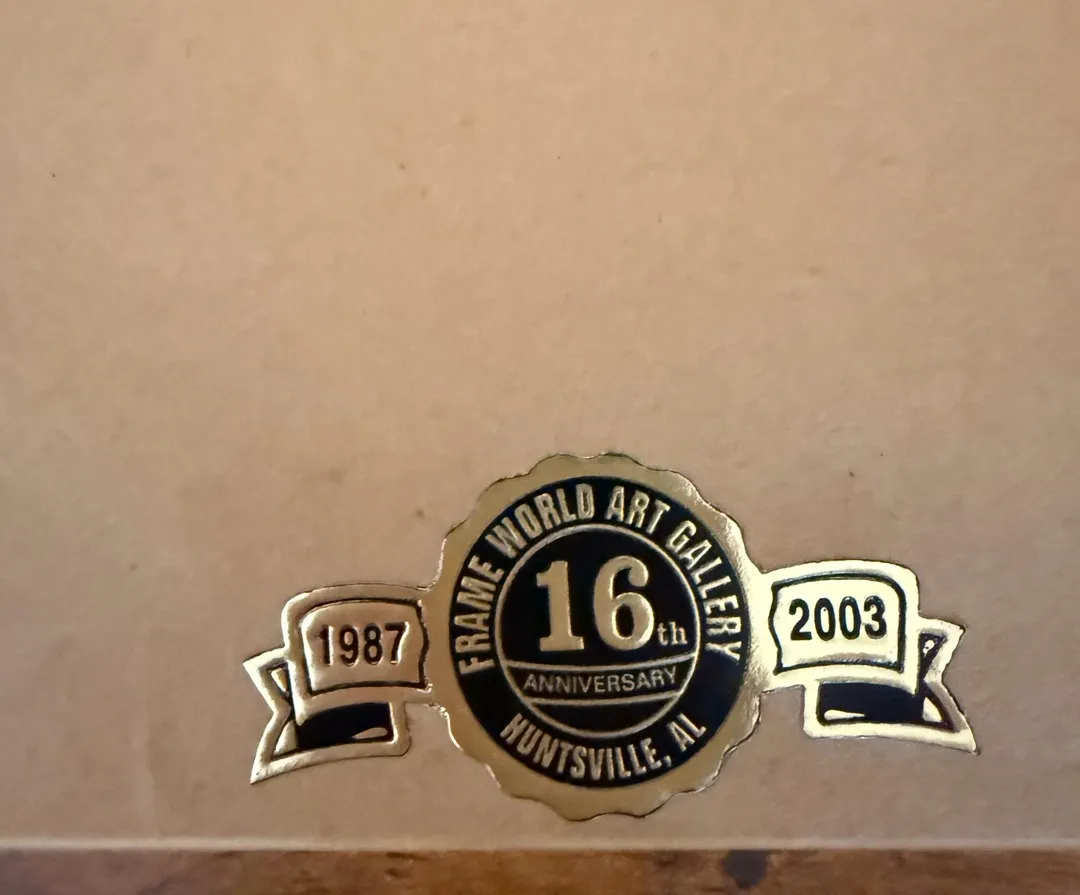 FRAME WORLD ART GALLERY
1987
16th
2003
ANNIVERSARY
HUNTSVILLE, AL